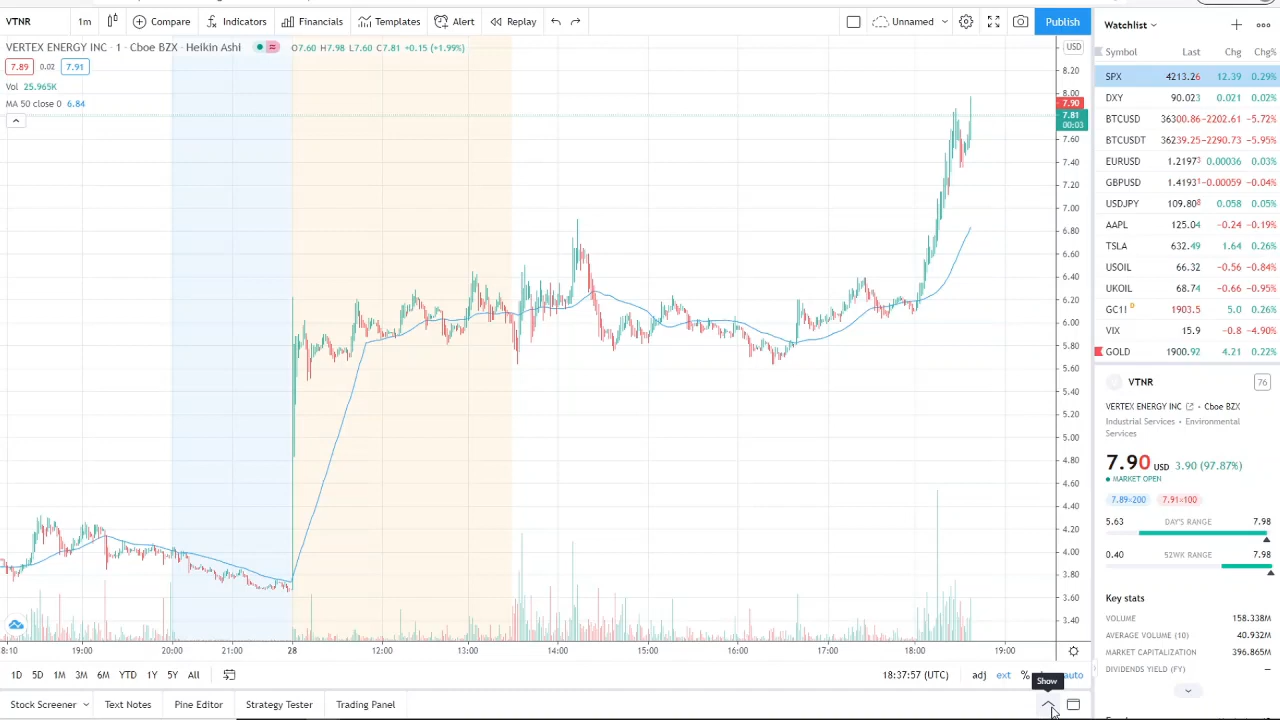 VTNR 1m Compare Indicators Financials Templates Alert Replay Unnamed Publish
VERTEX ENERGY INC · 1 · Cboe BZX · Heikin Ashi O7.60 H7.98 L7.60 C7.81 +0.15 (+1.99%)
7.89 0.02 7.91
Vol 25.965K
MA 50 close 0 6.84
USD
8.20
8.00
7.90
7.81
00:03
7.60
7.40
7.20
7.00
6.80
6.60
6.40
6.20
6.00
5.80
5.60
5.40
5.20
5.00
4.80
4.60
4.40
4.20
4.00
3.80
3.60
3.40
8:10 19:00 20:00 21:00 28 12:00 13:00 14:00 15:00 16:00 17:00 18:00 19:00
1D 5D 1M 3M 6M YTD 1Y 5Y All 18:37:57 (UTC) adj ext % auto
Show
Stock Screener Text Notes Pine Editor Strategy Tester Trading Panel
Watchlist
Symbol Last Chg Chg%
SPX 4213.26 12.39 0.29%
DXY 90.023 0.021 0.02%
BTCUSD 36300.86 −2202.61 −5.72%
BTCUSDT 36239.25 −2290.73 −5.95%
EURUSD 1.21973 0.00036 0.03%
GBPUSD 1.41931 −0.00059 −0.04%
USDJPY 109.808 0.058 0.05%
AAPL 125.04 −0.24 −0.19%
TSLA 632.49 1.64 0.26%
USOIL 66.32 −0.56 −0.84%
UKOIL 68.74 −0.66 −0.95%
GC1! D 1903.5 5.0 0.26%
VIX 15.9 −0.8 −4.90%
GOLD 1900.92 4.21 0.22%
VTNR 76
VERTEX ENERGY INC · Cboe BZX
Industrial Services · Environmental
Services
7.90 USD 3.90 (97.87%)
MARKET OPEN
7.89×200 7.91×100
5.63 DAY'S RANGE 7.98
0.40 52WK RANGE 7.98
Key stats
VOLUME 158.338M
AVERAGE VOLUME (10) 40.932M
MARKET CAPITALIZATION 396.865M
DIVIDENDS YIELD (FY) —